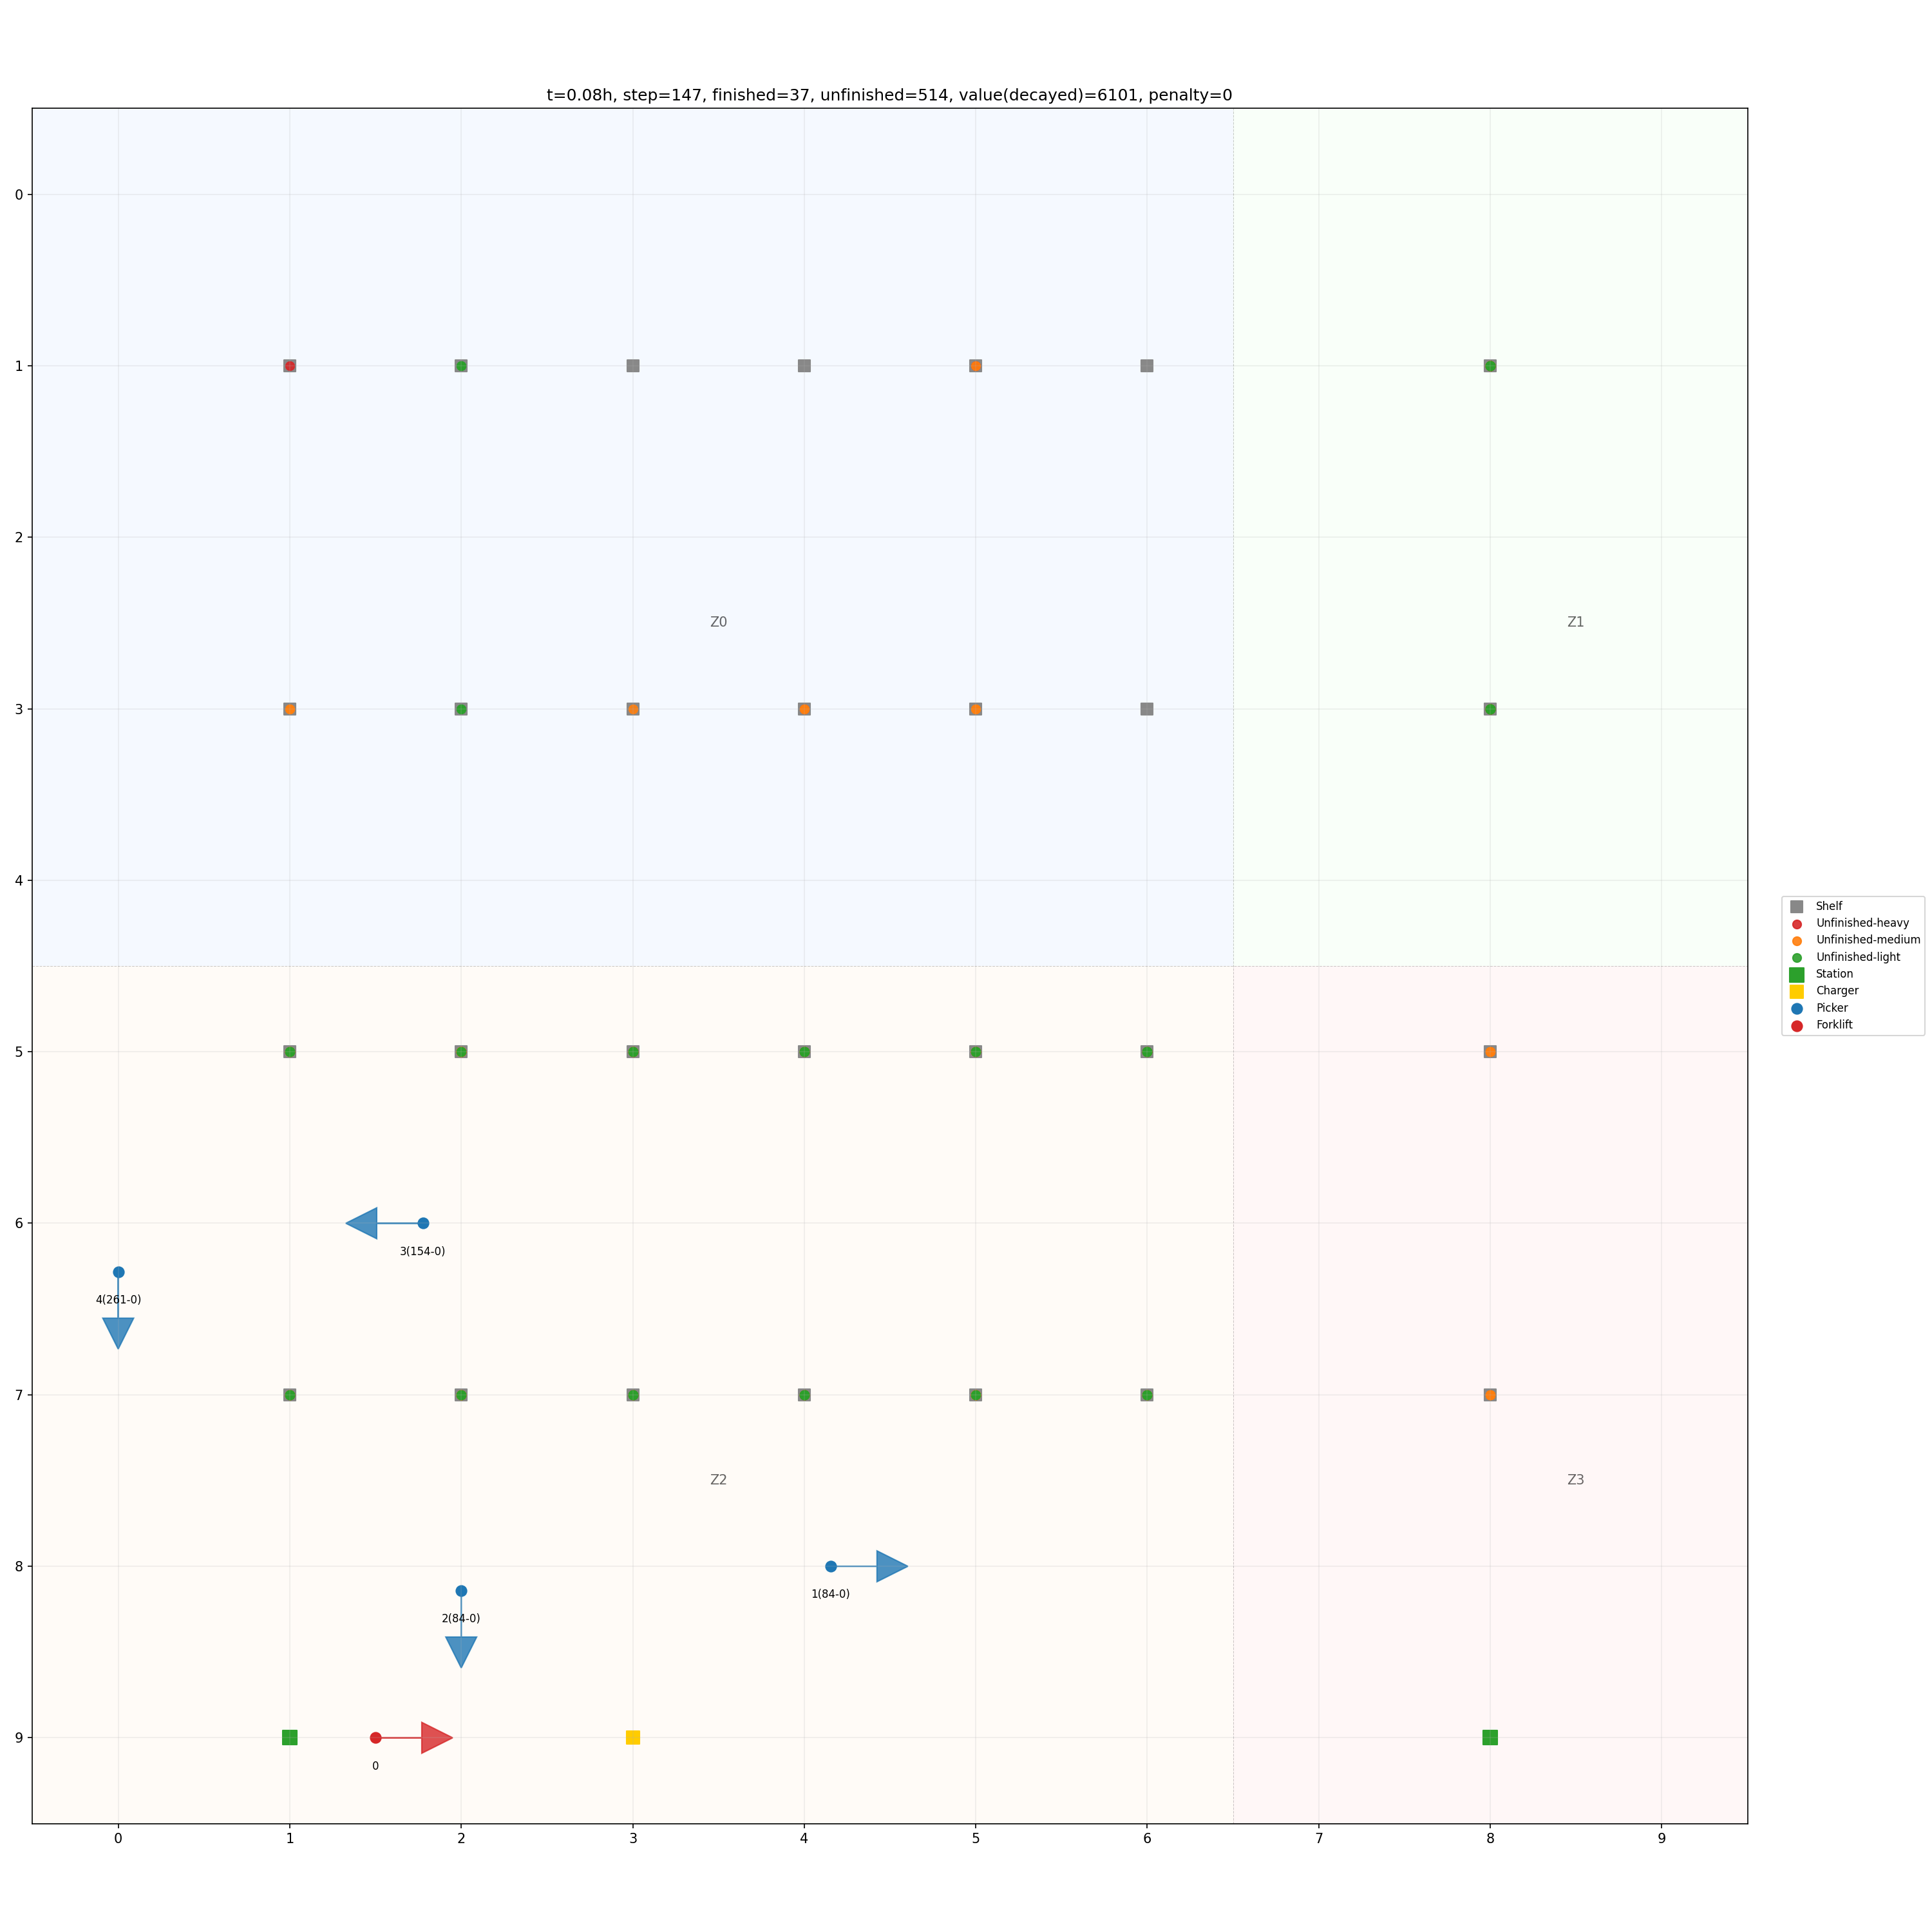 t=0.08h, step=147, finished=37, unfinished=514, value(decayed)=6101, penalty=0
0
1
2
Z0
Z1
3
4
Shelf
Unfinished-heavy
Unfinished-medium
Unfinished-light
Station
Charger
Picker
Forklift
5
6
3(154-0)
4(261-0)
7
Z2
Z3
8
1(84-0)
2(84-0)
9
0
0 1 2 3 4 5 6 7 8 9